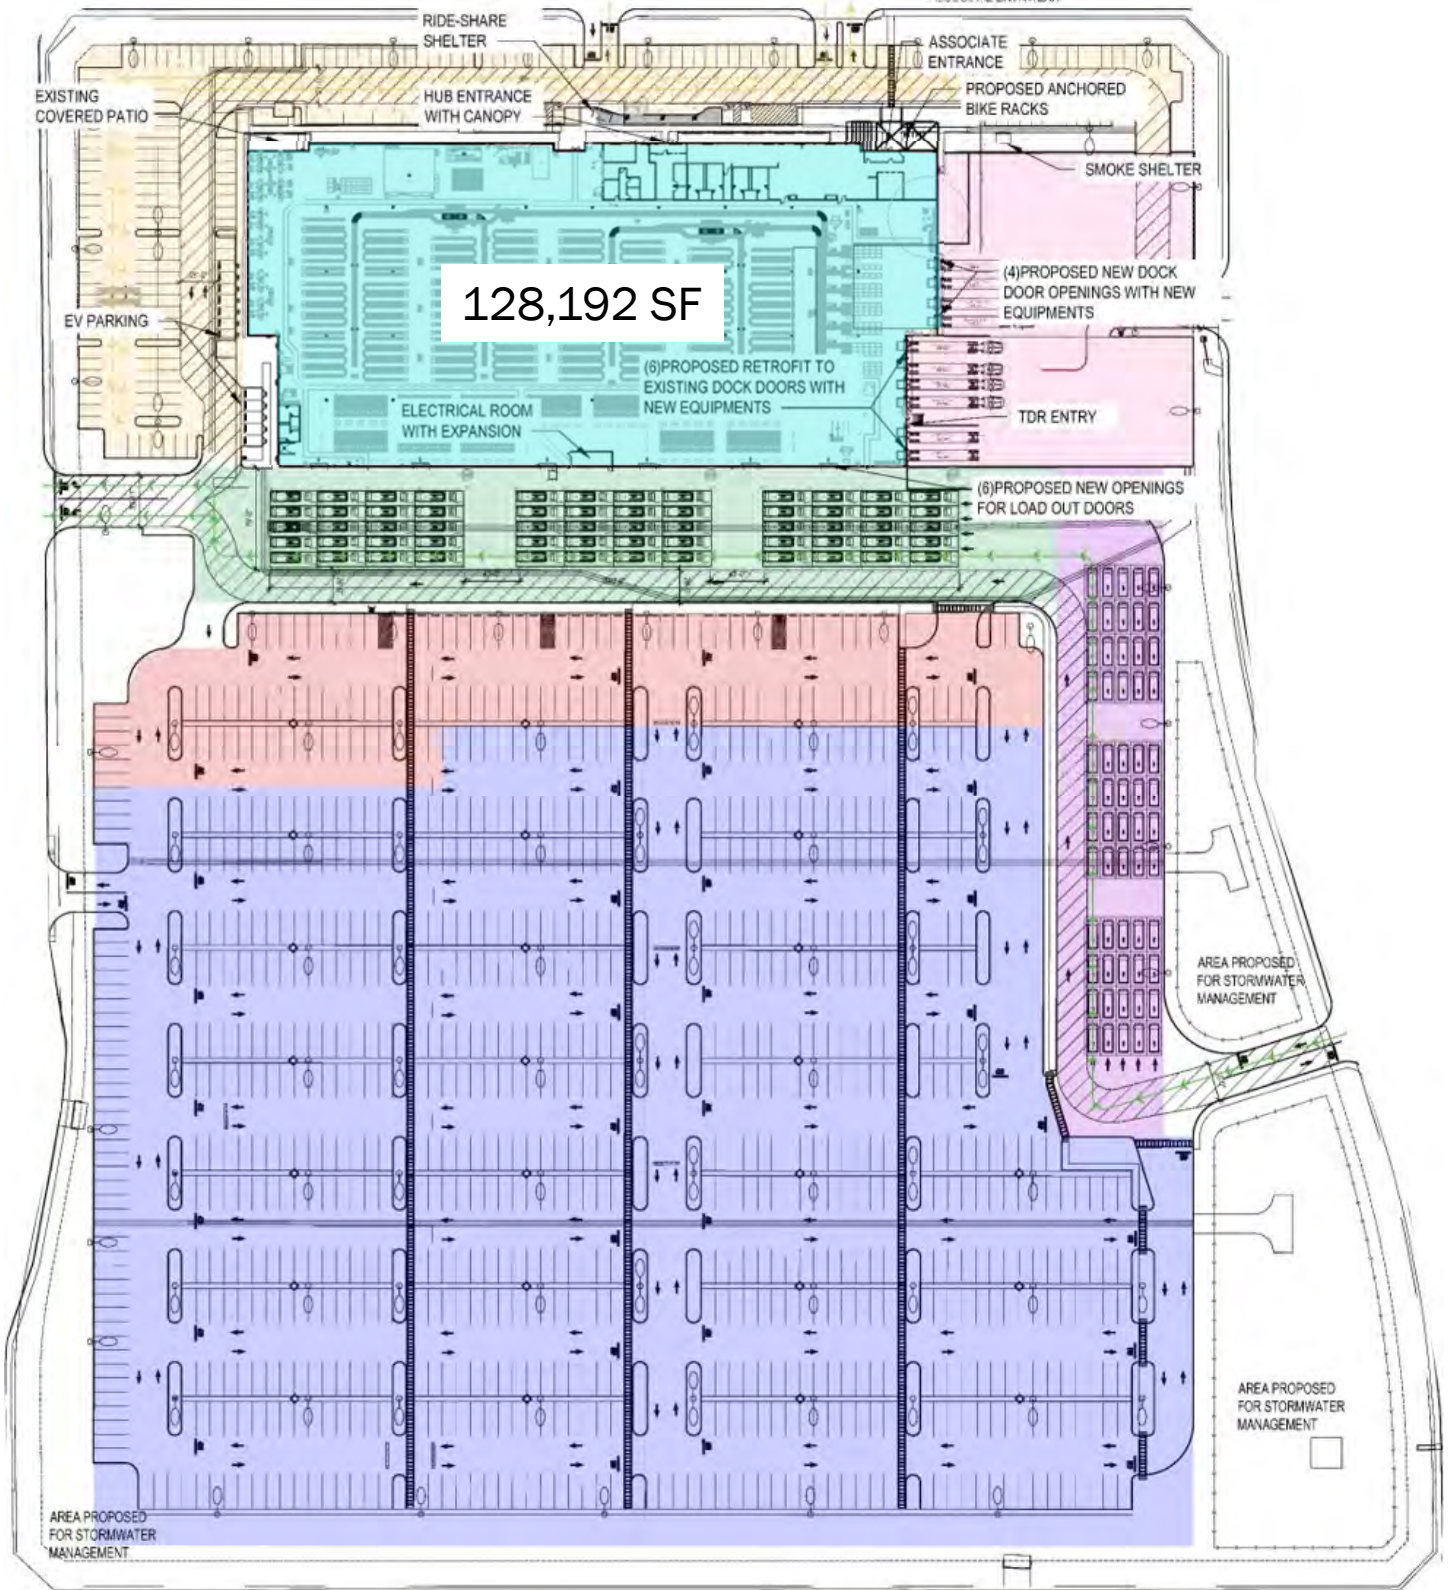 RIDE-SHARE
SHELTER
ASSOCIATE
ENTRANCE
EXISTING
COVERED PATIO
HUB ENTRANCE
WITH CANOPY
PROPOSED ANCHORED
BIKE RACKS
SMOKE SHELTER
128,192 SF
(4)PROPOSED NEW DOCK
DOOR OPENINGS WITH NEW
EQUIPMENTS
EV PARKING
(6)PROPOSED RETROFIT TO
EXISTING DOCK DOORS WITH
NEW EQUIPMENTS
ELECTRICAL ROOM
WITH EXPANSION
TDR ENTRY
(6)PROPOSED NEW OPENINGS
FOR LOAD OUT DOORS
AREA PROPOSED
FOR STORMWATER
MANAGEMENT
AREA PROPOSED
FOR STORMWATER
MANAGEMENT
AREA PROPOSED
FOR STORMWATER
MANAGEMENT